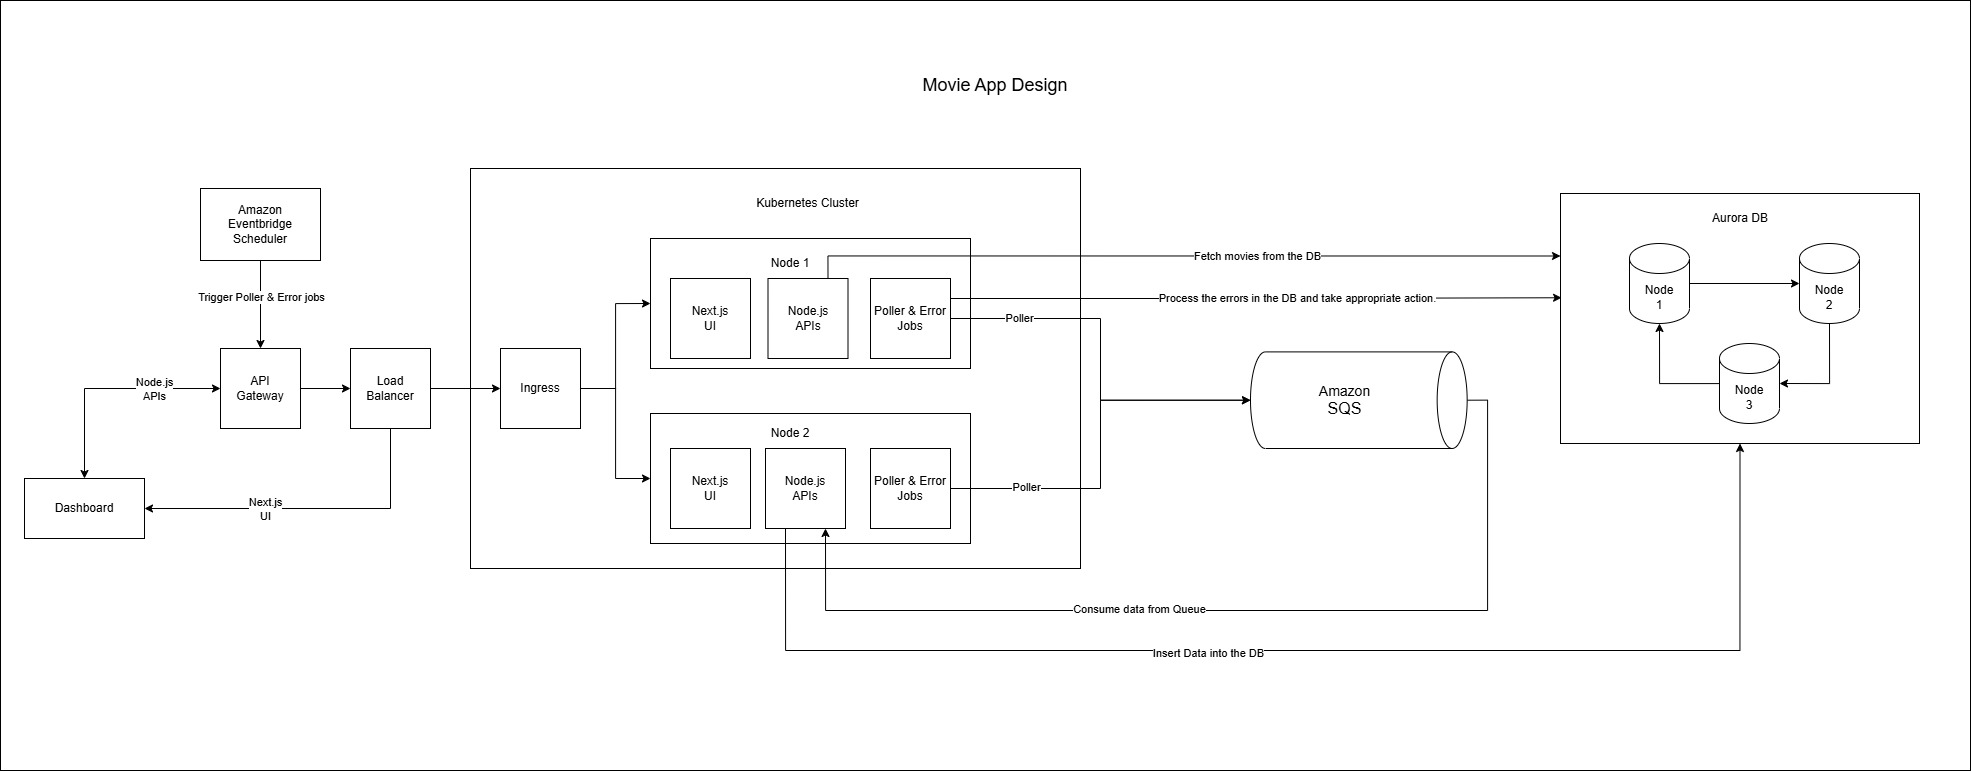 Movie App Design
Amazon
Eventbridge
Scheduler
Trigger Poller & Error jobs
Node.js
APIs
API
Gateway
Load
Balancer
Dashboard
Next.js
UI
Kubernetes Cluster
Ingress
Node 1
Next.js
UI
Node.js
APIs
Poller & Error
Jobs
Node 2
Next.js
UI
Node.js
APIs
Poller & Error
Jobs
Fetch movies from the DB
Process the errors in the DB and take appropriate action.
Poller
Poller
Amazon
SQS
Consume data from Queue
Insert Data into the DB
Aurora DB
Node
1
Node
2
Node
3